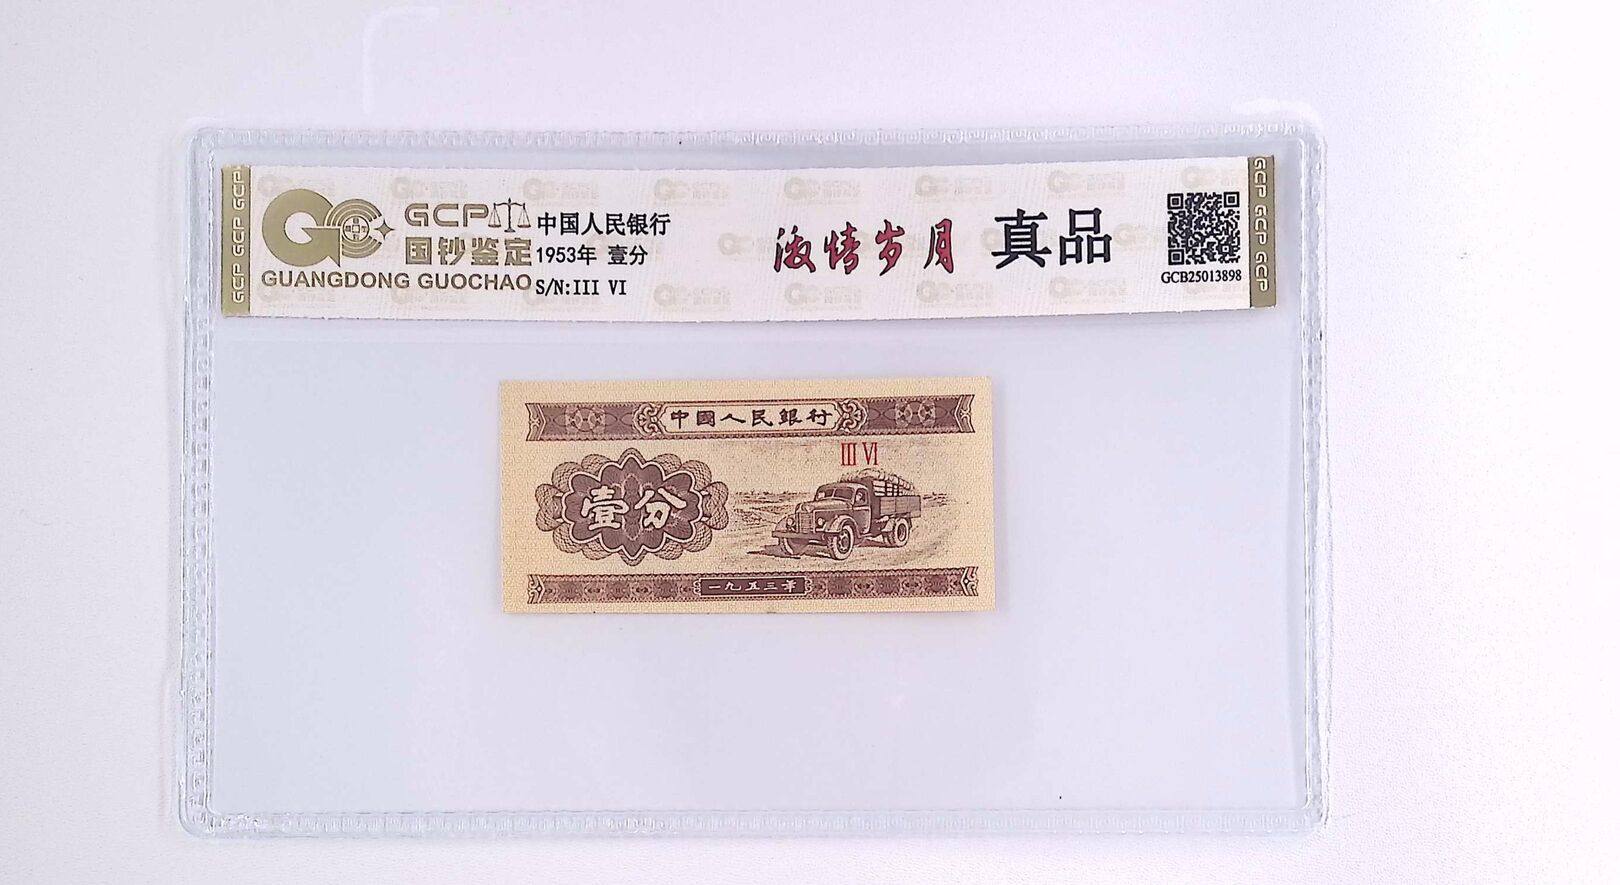 GCP
国钞鉴定
GUANGDONG GUOCHAO
中国人民银行
1953年 壹分
S/N:III VI
激情岁月
真品
GCB25013898
GCP GCP GCP
GCP GCP GCP
中國人民銀行
III VI
壹分
一九五三年